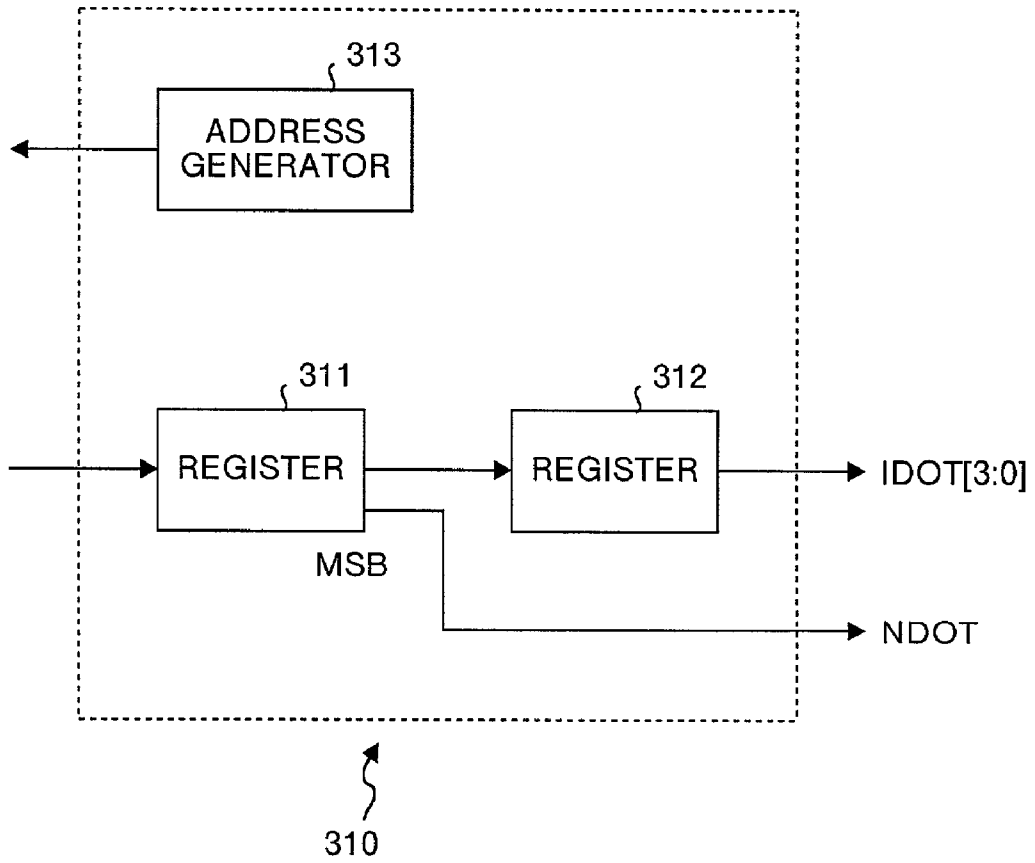 313
ADDRESS
GENERATOR
311
312
REGISTER
REGISTER
IDOT[3:0]
MSB
NDOT
310